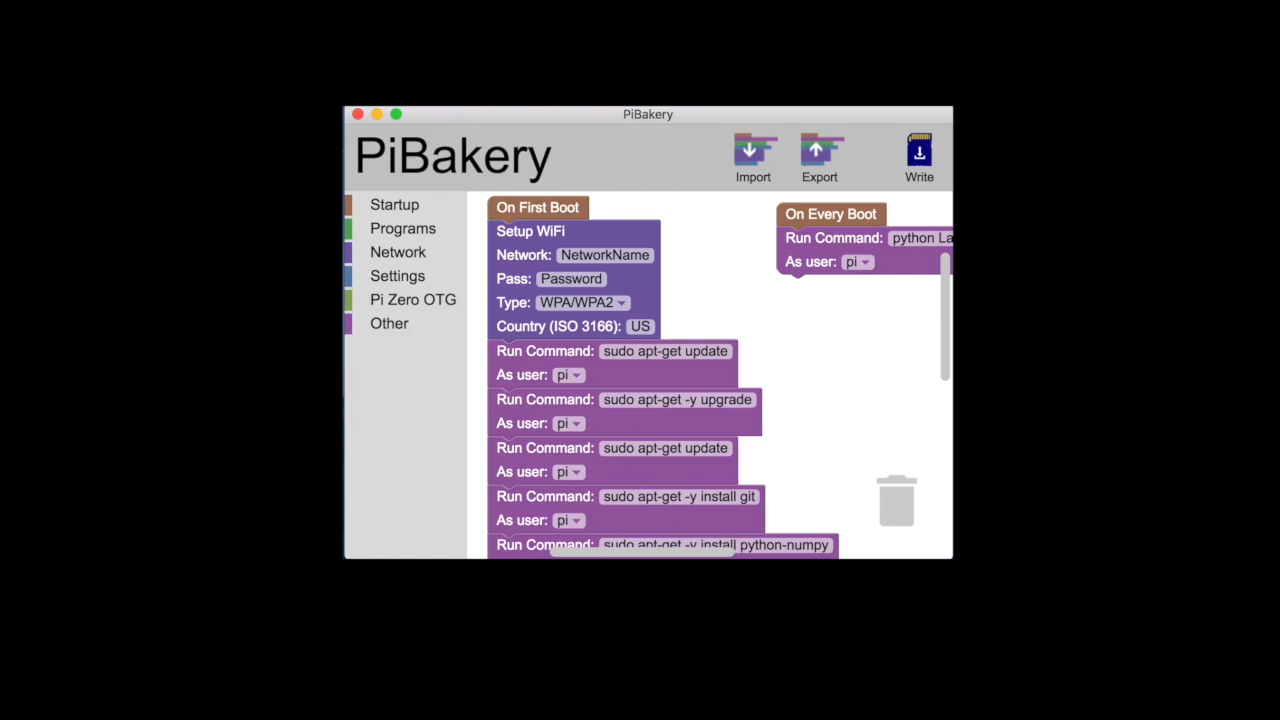 PiBakery
PiBakery
Import
Export
Write
Startup
Programs
Network
Settings
Pi Zero OTG
Other
On First Boot
Setup WiFi
Network: NetworkName
Pass: Password
Type: WPA/WPA2
Country (ISO 3166): US
Run Command: sudo apt-get update
As user: pi
Run Command: sudo apt-get -y upgrade
As user: pi
Run Command: sudo apt-get update
As user: pi
Run Command: sudo apt-get -y install git
As user: pi
Run Command: sudo apt-get -y install python-numpy
On Every Boot
Run Command: python La
As user: pi